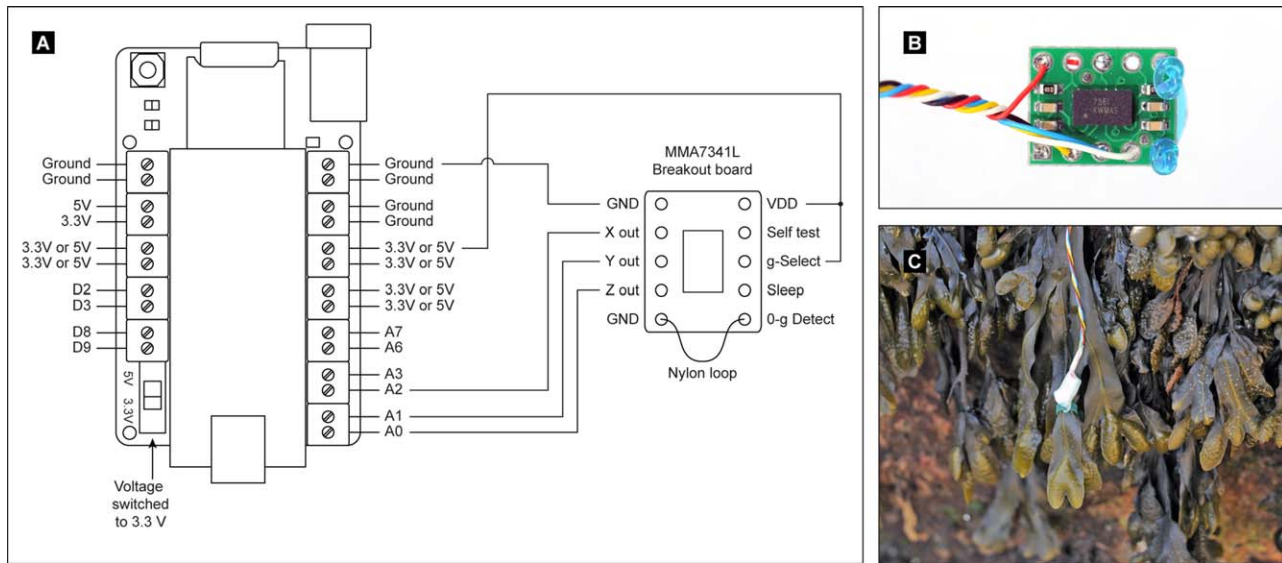 A
Ground
Ground
5V
3.3V
3.3V or 5V
3.3V or 5V
D2
D3
D8
D9
5V
3.3V
Voltage
switched
to 3.3 V
Ground
Ground
Ground
Ground
3.3V or 5V
3.3V or 5V
3.3V or 5V
3.3V or 5V
A7
A6
A3
A2
A1
A0
MMA7341L
Breakout board
GND
X out
Y out
Z out
GND
VDD
Self test
g-Select
Sleep
0-g Detect
Nylon loop
B
C